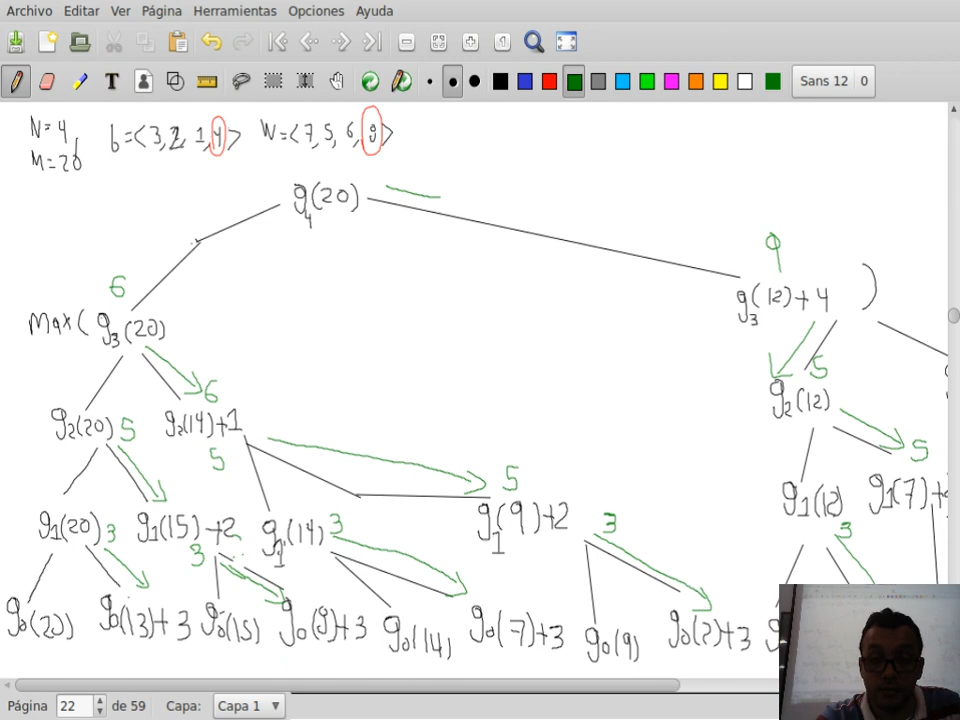 Archivo Editar Ver Página Herramientas Opciones Ayuda
Sans 12 0
N=4,
M=20
b=<3,2,1,4> W=<7,5,6,9>
g4(20)
9
6
Max( g3(20)
g3(12)+4 )
6
5
g2(20) 5 g2(14)+1
g2(12)
5
5
5
g1(20) 3 g1(15)+2 g1(14) 3
g1(9)+2 3
g1(12) g1(7)+
3
3
g0(20) g0(13)+3 g0(15) g0(8)+3 g0(14) g0(7)+3 g0(9) g0(2)+3
Página 22 de 59 Capa: Capa 1